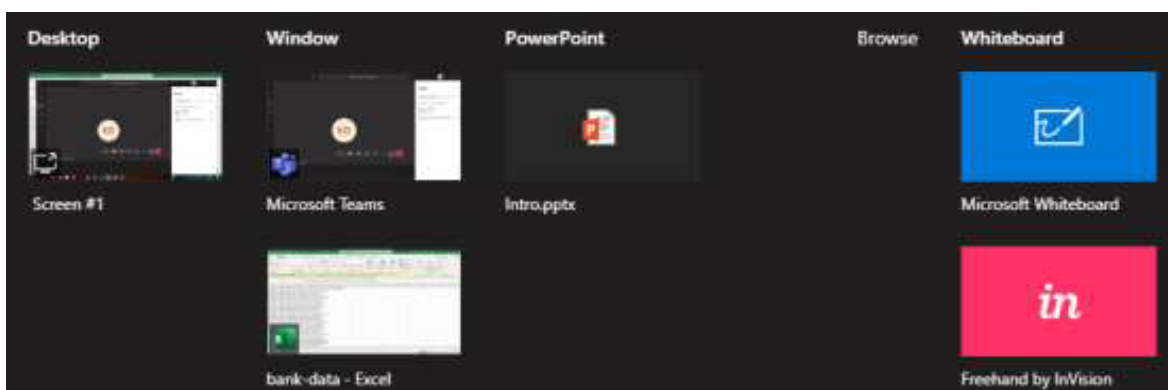 Desktop
Window
PowerPoint
Browse
Whiteboard
Screen #1
Microsoft Teams
Intro.pptx
Microsoft Whiteboard
in
bank-data - Excel
Freehand by InVision